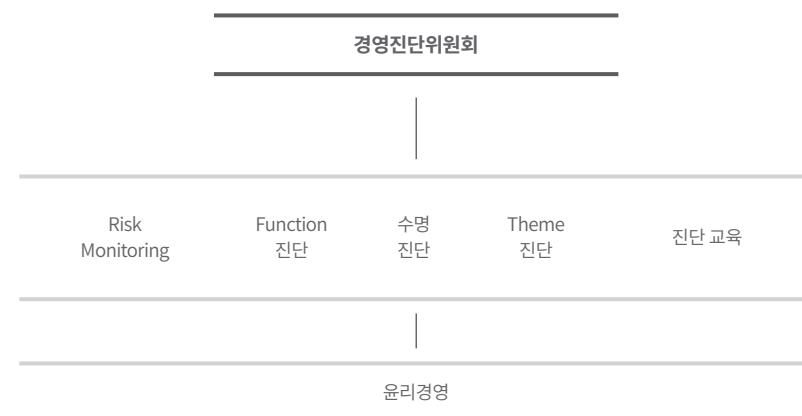 경영진단위원회
Risk
Monitoring
Function
진단
수명
진단
Theme
진단
진단 교육
윤리경영